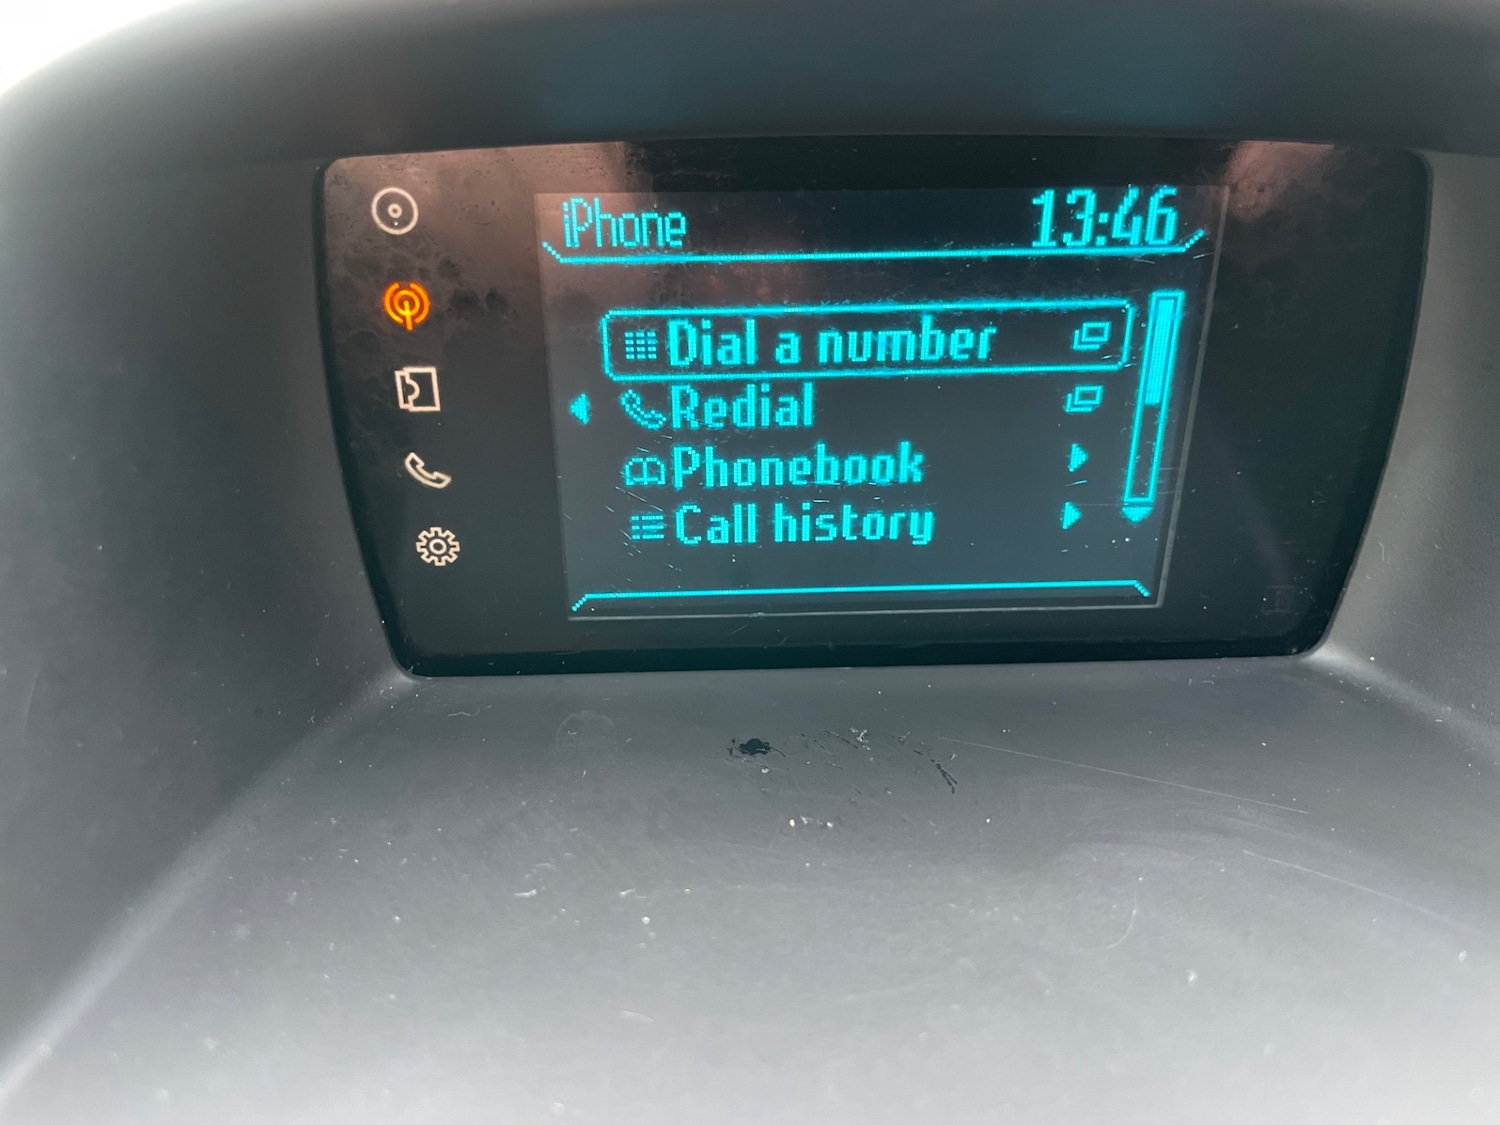 iPhone 13:46
Dial a number
Redial
Phonebook
Call history